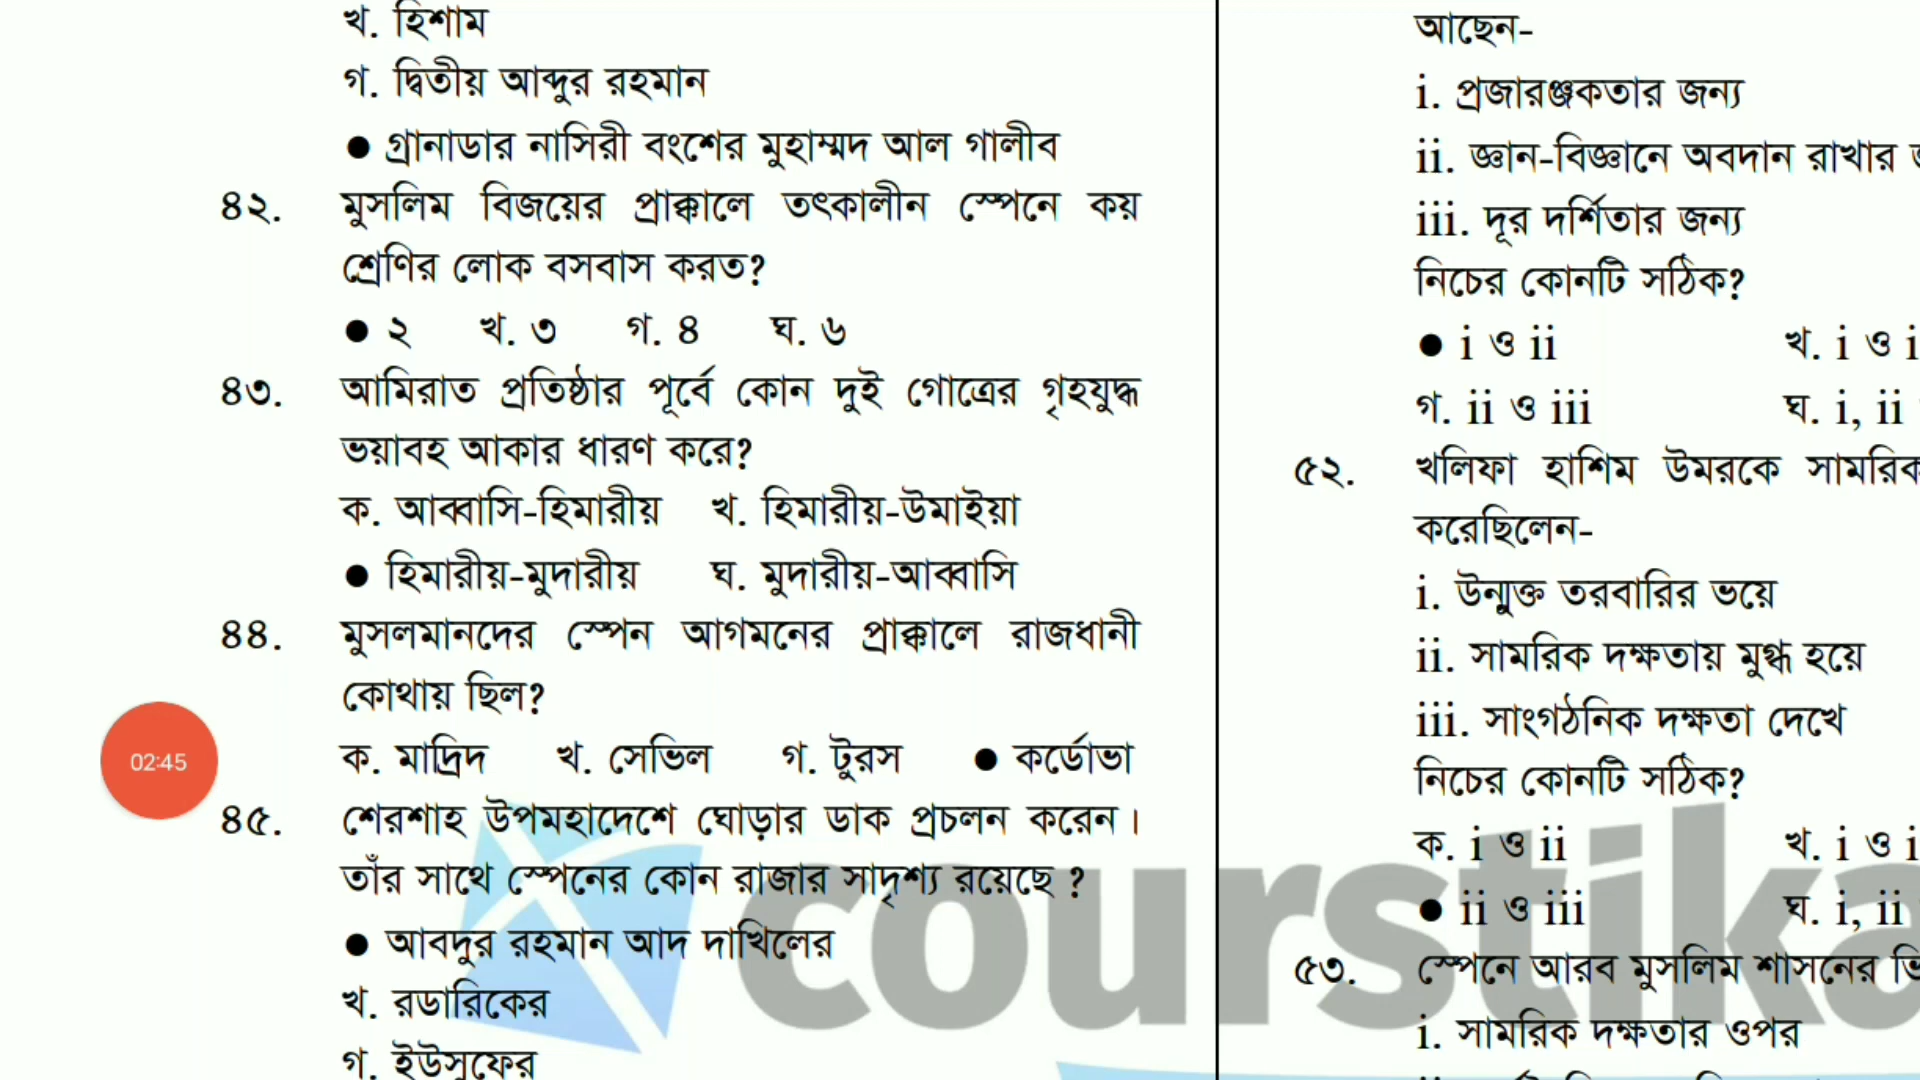 খ. হিশাম
গ. দ্বিতীয় আব্দুর রহমান
● গ্রানাডার নাসিরী বংশের মুহাম্মদ আল গালীব
৪২. মুসলিম বিজয়ের প্রাক্কালে তৎকালীন স্পেনে কয়
শ্রেণির লোক বসবাস করত?
● ২ খ. ৩ গ. ৪ ঘ. ৬
৪৩. আমিরাত প্রতিষ্ঠার পূর্বে কোন দুই গোত্রের গৃহযুদ্ধ
ভয়াবহ আকার ধারণ করে?
ক. আব্বাসি-হিমারীয় খ. হিমারীয়-উমাইয়া
● হিমারীয়-মুদারীয় ঘ. মুদারীয়-আব্বাসি
৪৪. মুসলমানদের স্পেন আগমনের প্রাক্কালে রাজধানী
কোথায় ছিল?
ক. মাদ্রিদ খ. সেভিল গ. টুরস ● কর্ডোভা
02:45
৪৫. শেরশাহ উপমহাদেশে ঘোড়ার ডাক প্রচলন করেন।
তাঁর সাথে স্পেনের কোন রাজার সাদৃশ্য রয়েছে ?
● আবদুর রহমান আদ দাখিলের
খ. রডারিকের
গ. ইউসুফের
আছেন-
i. প্রজারঞ্জকতার জন্য
ii. জ্ঞান-বিজ্ঞানে অবদান রাখার
iii. দূর দর্শিতার জন্য
নিচের কোনটি সঠিক?
● i ও ii খ. i ও
গ. ii ও iii ঘ. i, ii
৫২. খলিফা হাশিম উমরকে সামরিক
করেছিলেন-
i. উন্মুক্ত তরবারির ভয়ে
ii. সামরিক দক্ষতায় মুগ্ধ হয়ে
iii. সাংগঠনিক দক্ষতা দেখে
নিচের কোনটি সঠিক?
ক. i ও ii খ. i ও
● ii ও iii ঘ. i, ii
৫৩. স্পেনে আরব মুসলিম শাসনের
i. সামরিক দক্ষতার ওপর
courstika